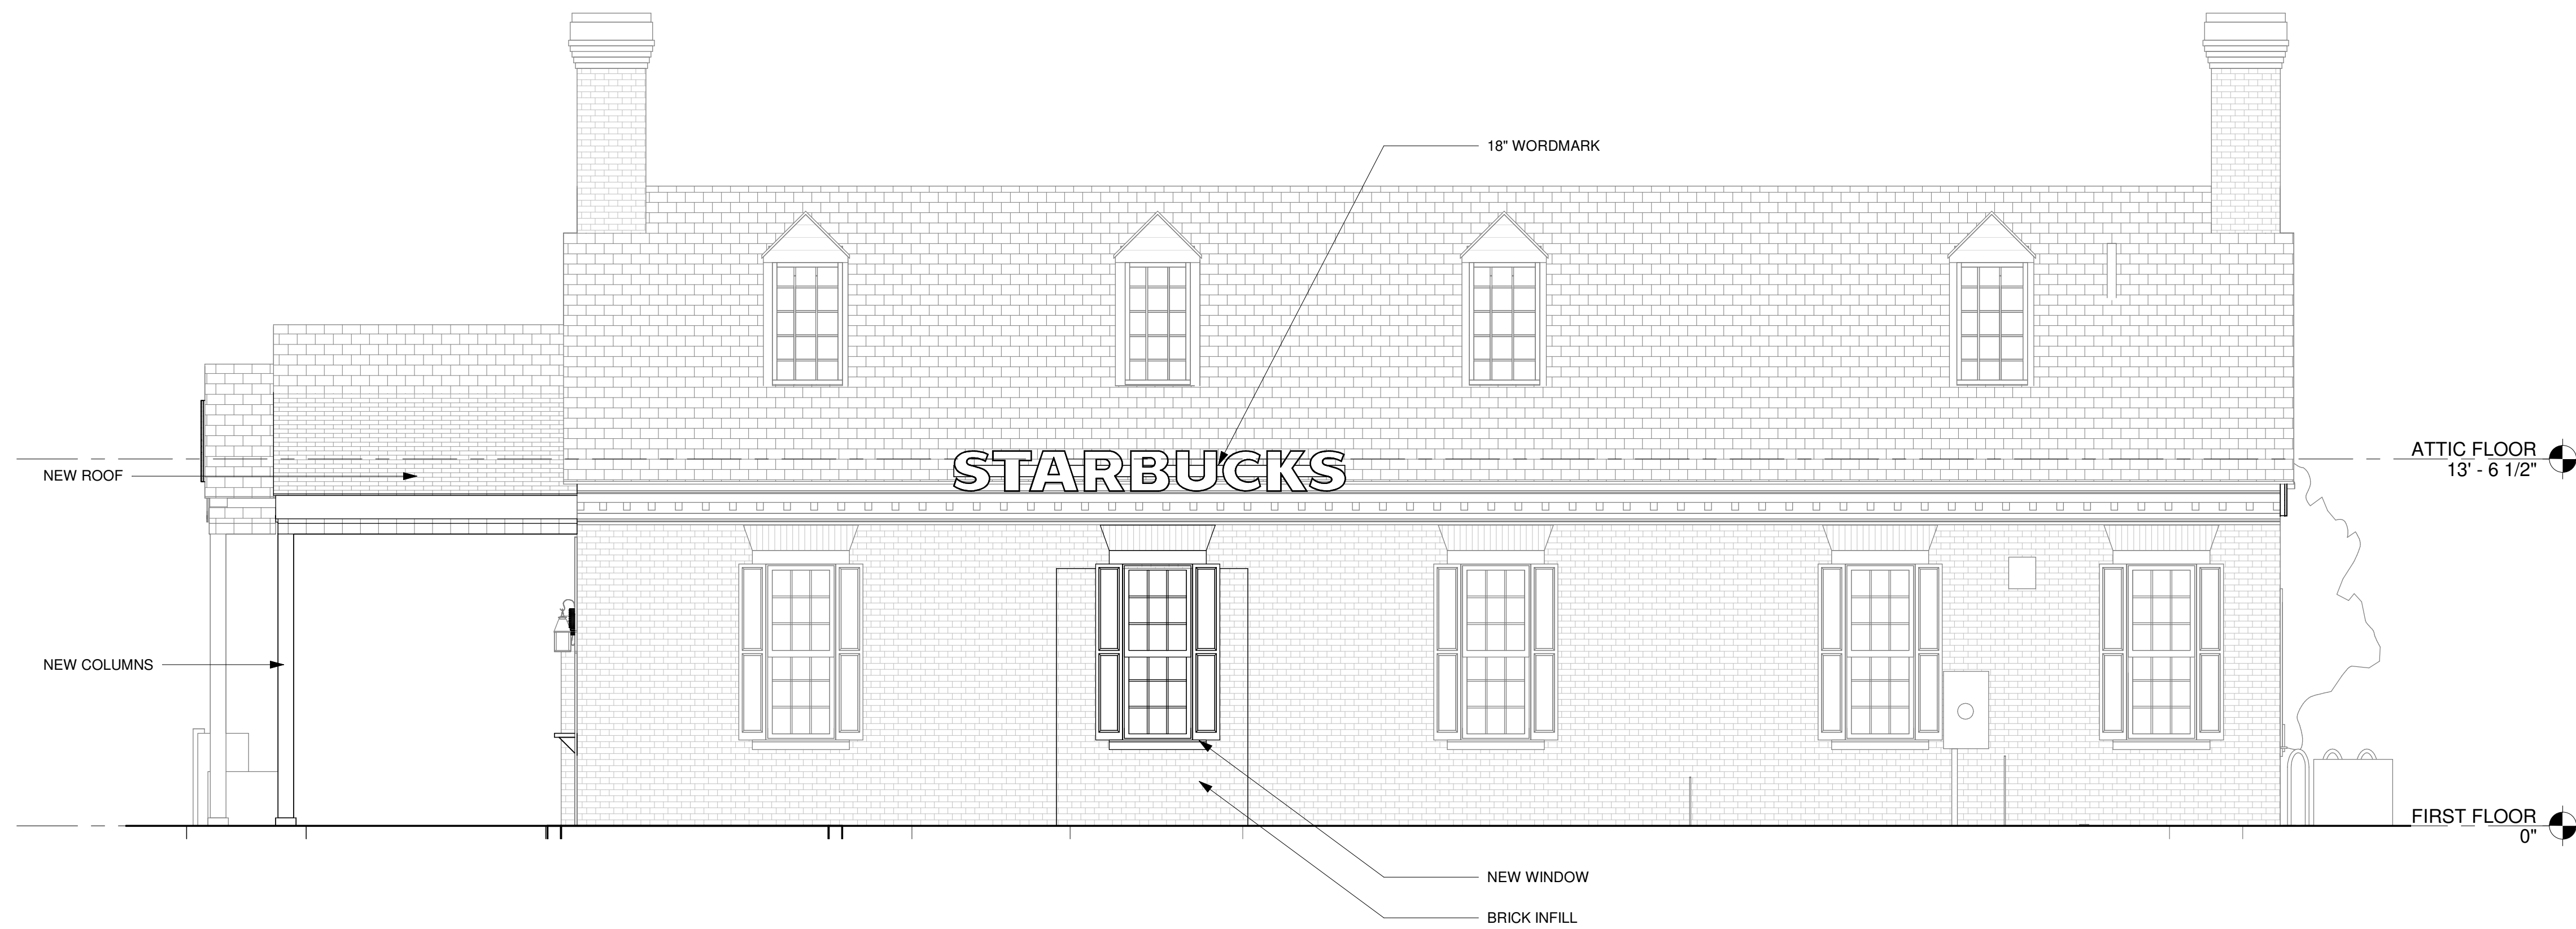 18" WORDMARK
STARBUCKS
ATTIC FLOOR
13' - 6 1/2"
NEW ROOF
NEW COLUMNS
FIRST FLOOR
0"
NEW WINDOW
BRICK INFILL